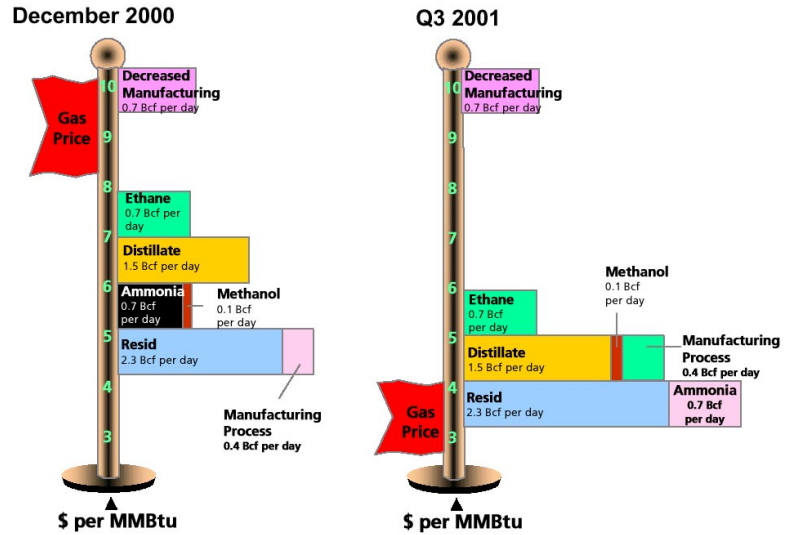 December 2000
10
Decreased
Manufacturing
0.7 Bcf per day
Gas
Price
9
8
Ethane
0.7 Bcf per
day
7
Distillate
1.5 Bcf per day
6
Ammonia
0.7 Bcf
per day
Methanol
0.1 Bcf
per day
5
Resid
2.3 Bcf per day
4
Manufacturing
Process
0.4 Bcf per day
3
$ per MMBtu
Q3 2001
10
Decreased
Manufacturing
0.7 Bcf per day
9
8
7
Methanol
0.1 Bcf
per day
6
Ethane
0.7 Bcf
per day
5
Distillate
1.5 Bcf per day
Manufacturing
Process
0.4 Bcf per day
4
Resid
2.3 Bcf per day
Ammonia
0.7 Bcf
per day
Gas
Price
3
$ per MMBtu